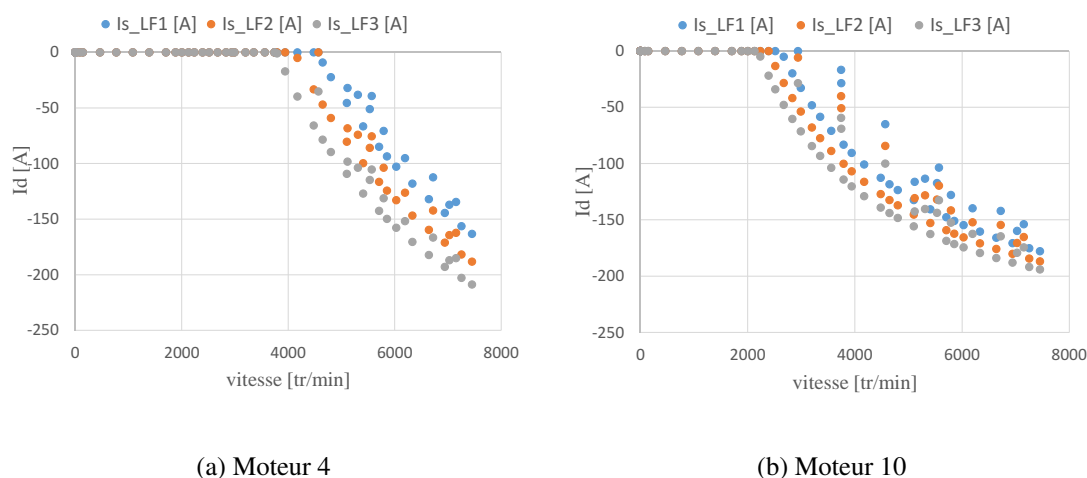 Is_LF1 [A] Is_LF2 [A] Is_LF3 [A]
0
-50
-100
-150
-200
-250
Id [A]
0 2000 4000 6000 8000
vitesse [tr/min]
(a) Moteur 4
Is_LF1 [A] Is_LF2 [A] Is_LF3 [A]
0
-50
-100
-150
-200
-250
Id [A]
0 2000 4000 6000 8000
vitesse [tr/min]
(b) Moteur 10